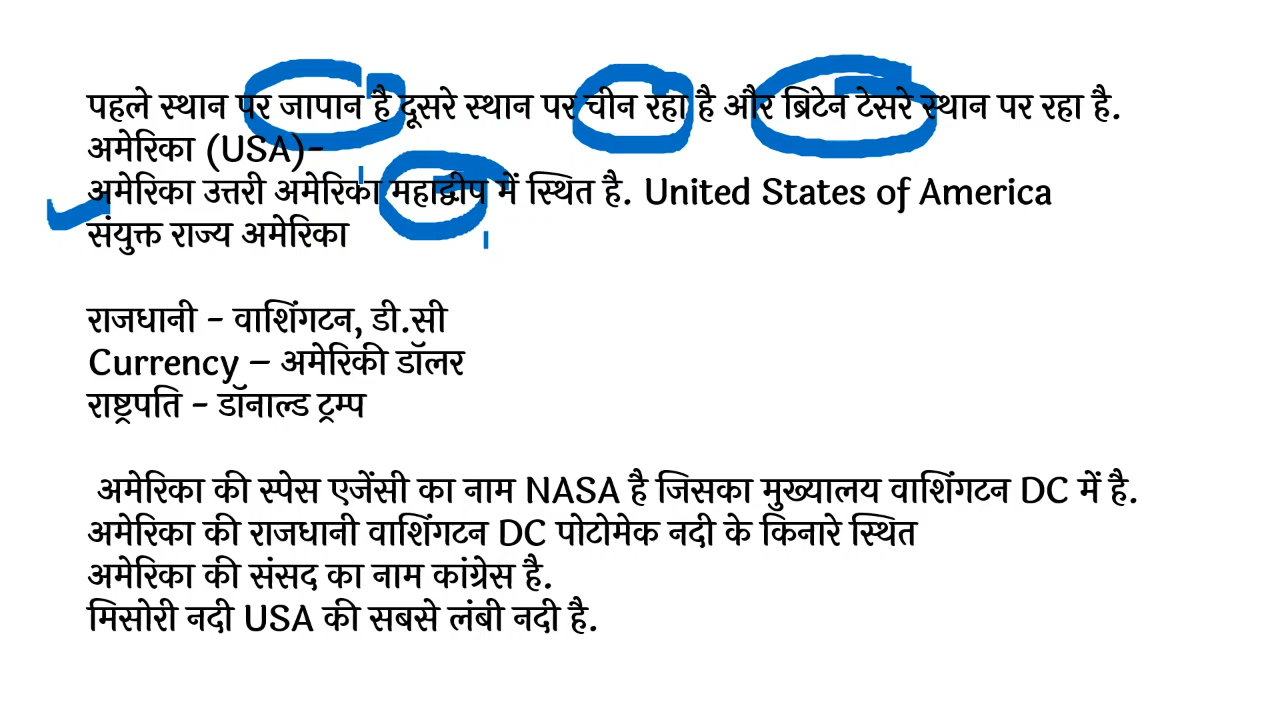 पहले स्थान पर जापान है दूसरे स्थान पर चीन रहा है और ब्रिटेन टेसरे स्थान पर रहा है.
अमेरिका (USA)-
अमेरिका उत्तरी अमेरिका महाद्वीप में स्थित है. United States of America
संयुक्त राज्य अमेरिका
राजधानी - वाशिंगटन, डी.सी
Currency – अमेरिकी डॉलर
राष्ट्रपति - डॉनाल्ड ट्रम्प
अमेरिका की स्पेस एजेंसी का नाम NASA है जिसका मुख्यालय वाशिंगटन DC में है.
अमेरिका की राजधानी वाशिंगटन DC पोटोमेक नदी के किनारे स्थित
अमेरिका की संसद का नाम कांग्रेस है.
मिसोरी नदी USA की सबसे लंबी नदी है.